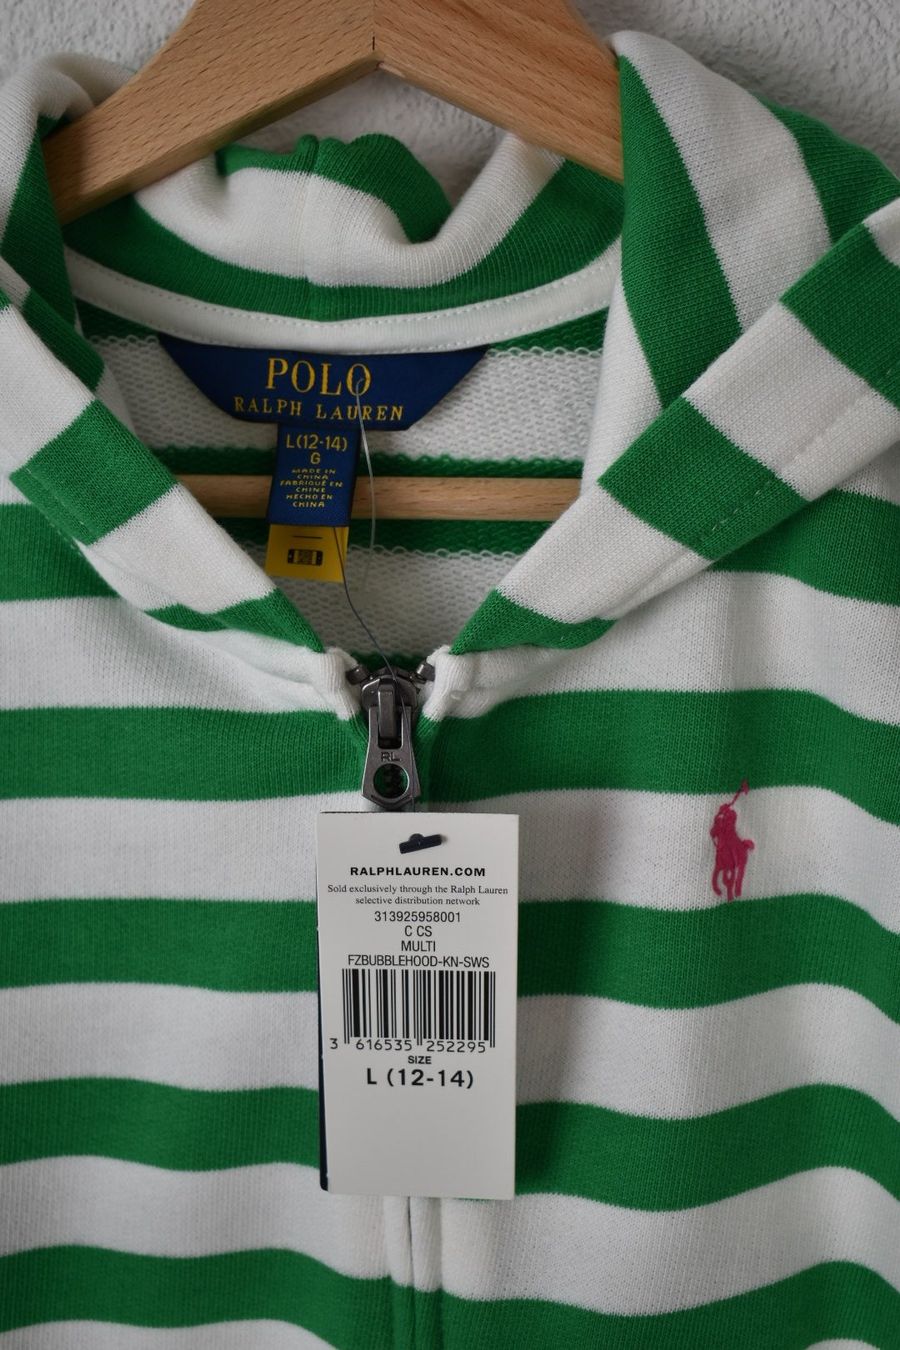 POLO
RALPH LAUREN
L(12-14)
G
MADE IN
CHINA
FABRIQUÉ EN
CHINE
HECHO EN
CHINA
RL
RALPHLAUREN.COM
Sold exclusively through the Ralph Lauren
selective distribution network
313925958001
C CS
MULTI
FZBUBBLEHOOD-KN-SWS
3 616535 252295
SIZE
L (12-14)